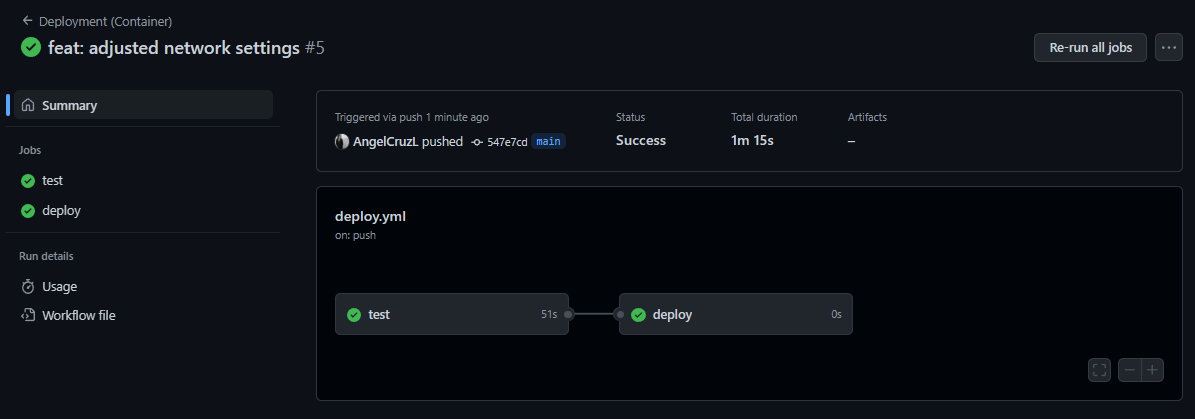 Deployment (Container)
feat: adjusted network settings #5
Re-run all jobs
Summary
Jobs
test
deploy
Run details
Usage
Workflow file
Triggered via push 1 minute ago
AngelCruzL pushed 547e7cd main
Status
Success
Total duration
1m 15s
Artifacts
–
deploy.yml
on: push
test 51s
deploy 0s